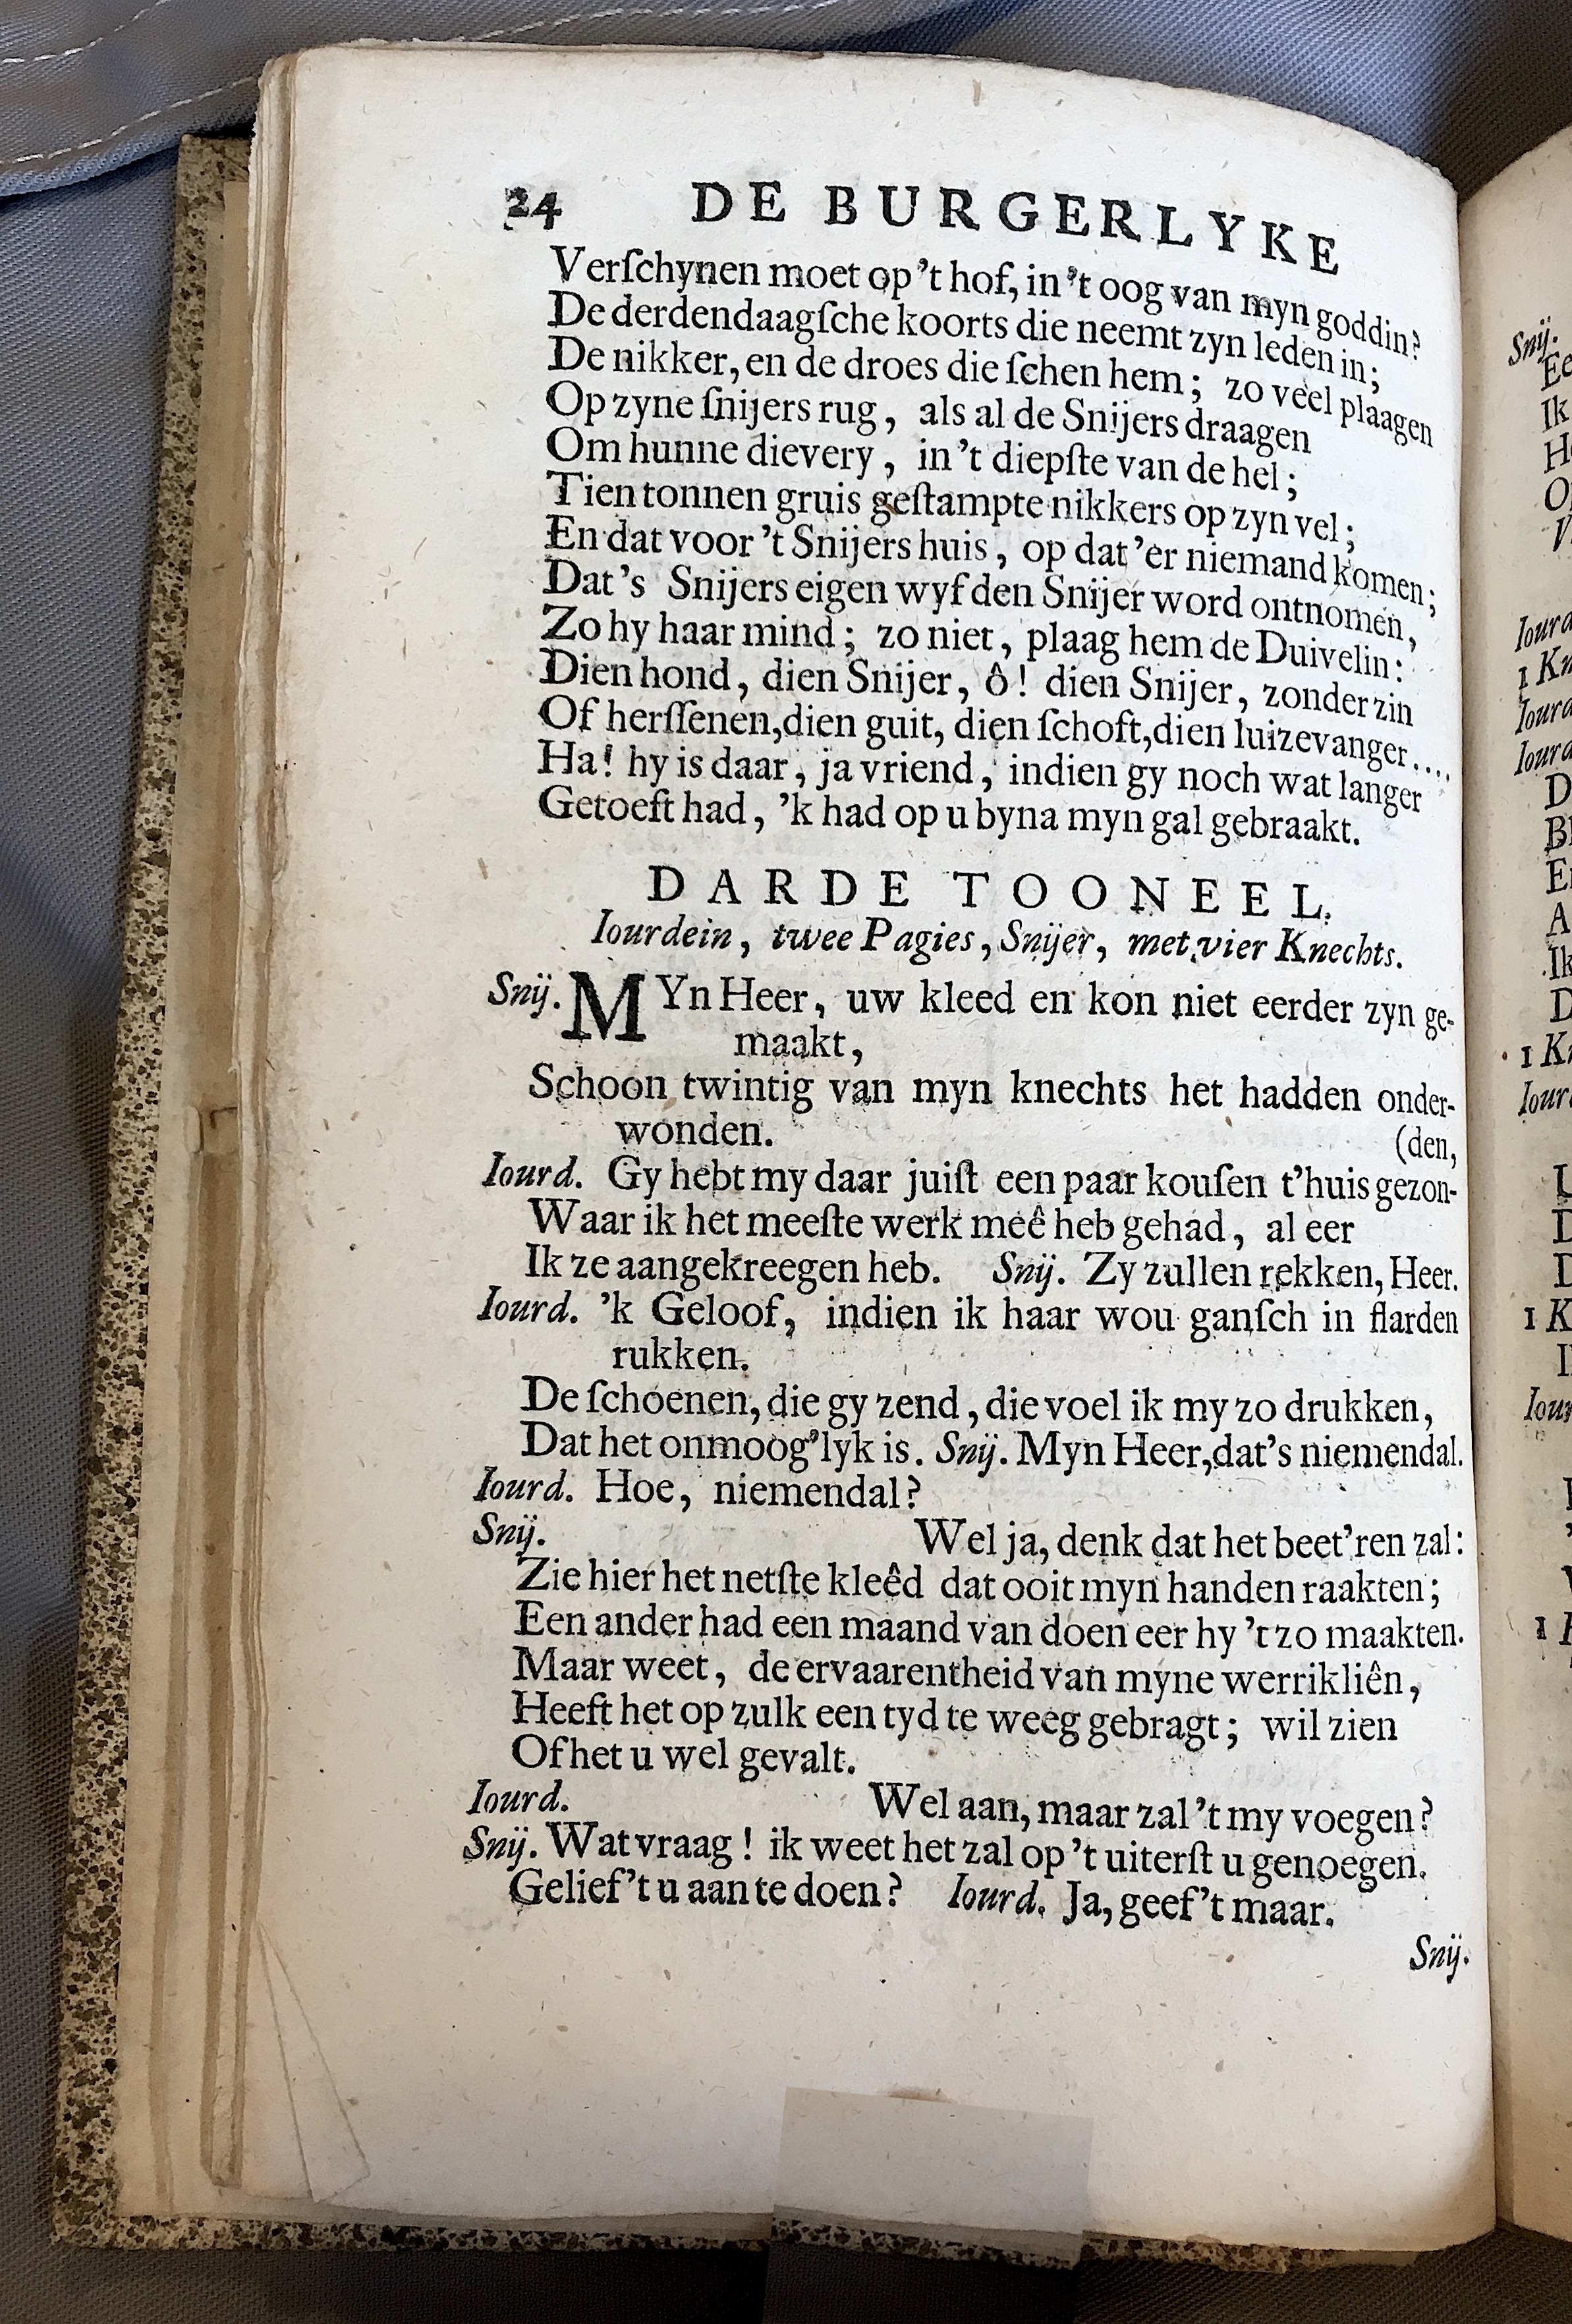 24 DE BURGERLYKE
Verſchynen moet op 't hof, in 't oog van myn goddin?
De derdendaagſche koorts die neemt zyn leden in;
De nikker, en de droes die ſchen hem; zo veel plaagen
Op zyne ſnijers rug, als al de Snijers draagen
Om hunne dievery, in 't diepſte van de hel;
Tien tonnen gruis geſtampte nikkers op zyn vel;
En dat voor 't Snijers huis, op dat 'er niemand komen;
Dat's Snijers eigen wyf den Snijer word ontnomen,
Zo hy haar mind; zo niet, plaag hem de Duivelin:
Dien hond, dien Snijer, ô! dien Snijer, zonder zin
Of herſſenen, dien guit, dien ſchoft, dien luizevanger....
Ha! hy is daar, ja vriend, indien gy noch wat langer
Getoeft had, 'k had op u byna myn gal gebraakt.
DARDE TOONEEL.
Iourdein, twee Pagies, Snijer, met vier Knechts.
Snij. MYn Heer, uw kleed en kon niet eerder zyn ge-
maakt,
Schoon twintig van myn knechts het hadden onder-
wonden. (den,
Iourd. Gy hebt my daar juiſt een paar kouſen t'huis gezon-
Waar ik het meeſte werk meê heb gehad, al eer
Ik ze aangekreegen heb. Snij. Zy zullen rekken, Heer.
Iourd. 'k Geloof, indien ik haar wou ganſch in flarden
rukken.
De ſchoenen, die gy zend, die voel ik my zo drukken,
Dat het onmoog'lyk is. Snij. Myn Heer, dat's niemendal.
Iourd. Hoe, niemendal?
Snij. Wel ja, denk dat het beet'ren zal:
Zie hier het netſte kleêd dat ooit myn handen raakten;
Een ander had een maand van doen eer hy 't zo maakten.
Maar weet, de ervaarentheid van myne werrikliên,
Heeft het op zulk een tyd te weeg gebragt; wil zien
Of het u wel gevalt.
Iourd. Wel aan, maar zal 't my voegen?
Snij. Wat vraag! ik weet het zal op 't uiterſt u genoegen.
Gelief't u aan te doen? Iourd. Ja, geef't maar.
Snij.
Snij.
Ik
Iourd
1 Kn
Iourd
Iourd
Ik
1 Kn
Iourd
1 K
Iour